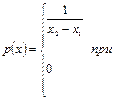 1
p(x) = { x₂ − x₁ при
0